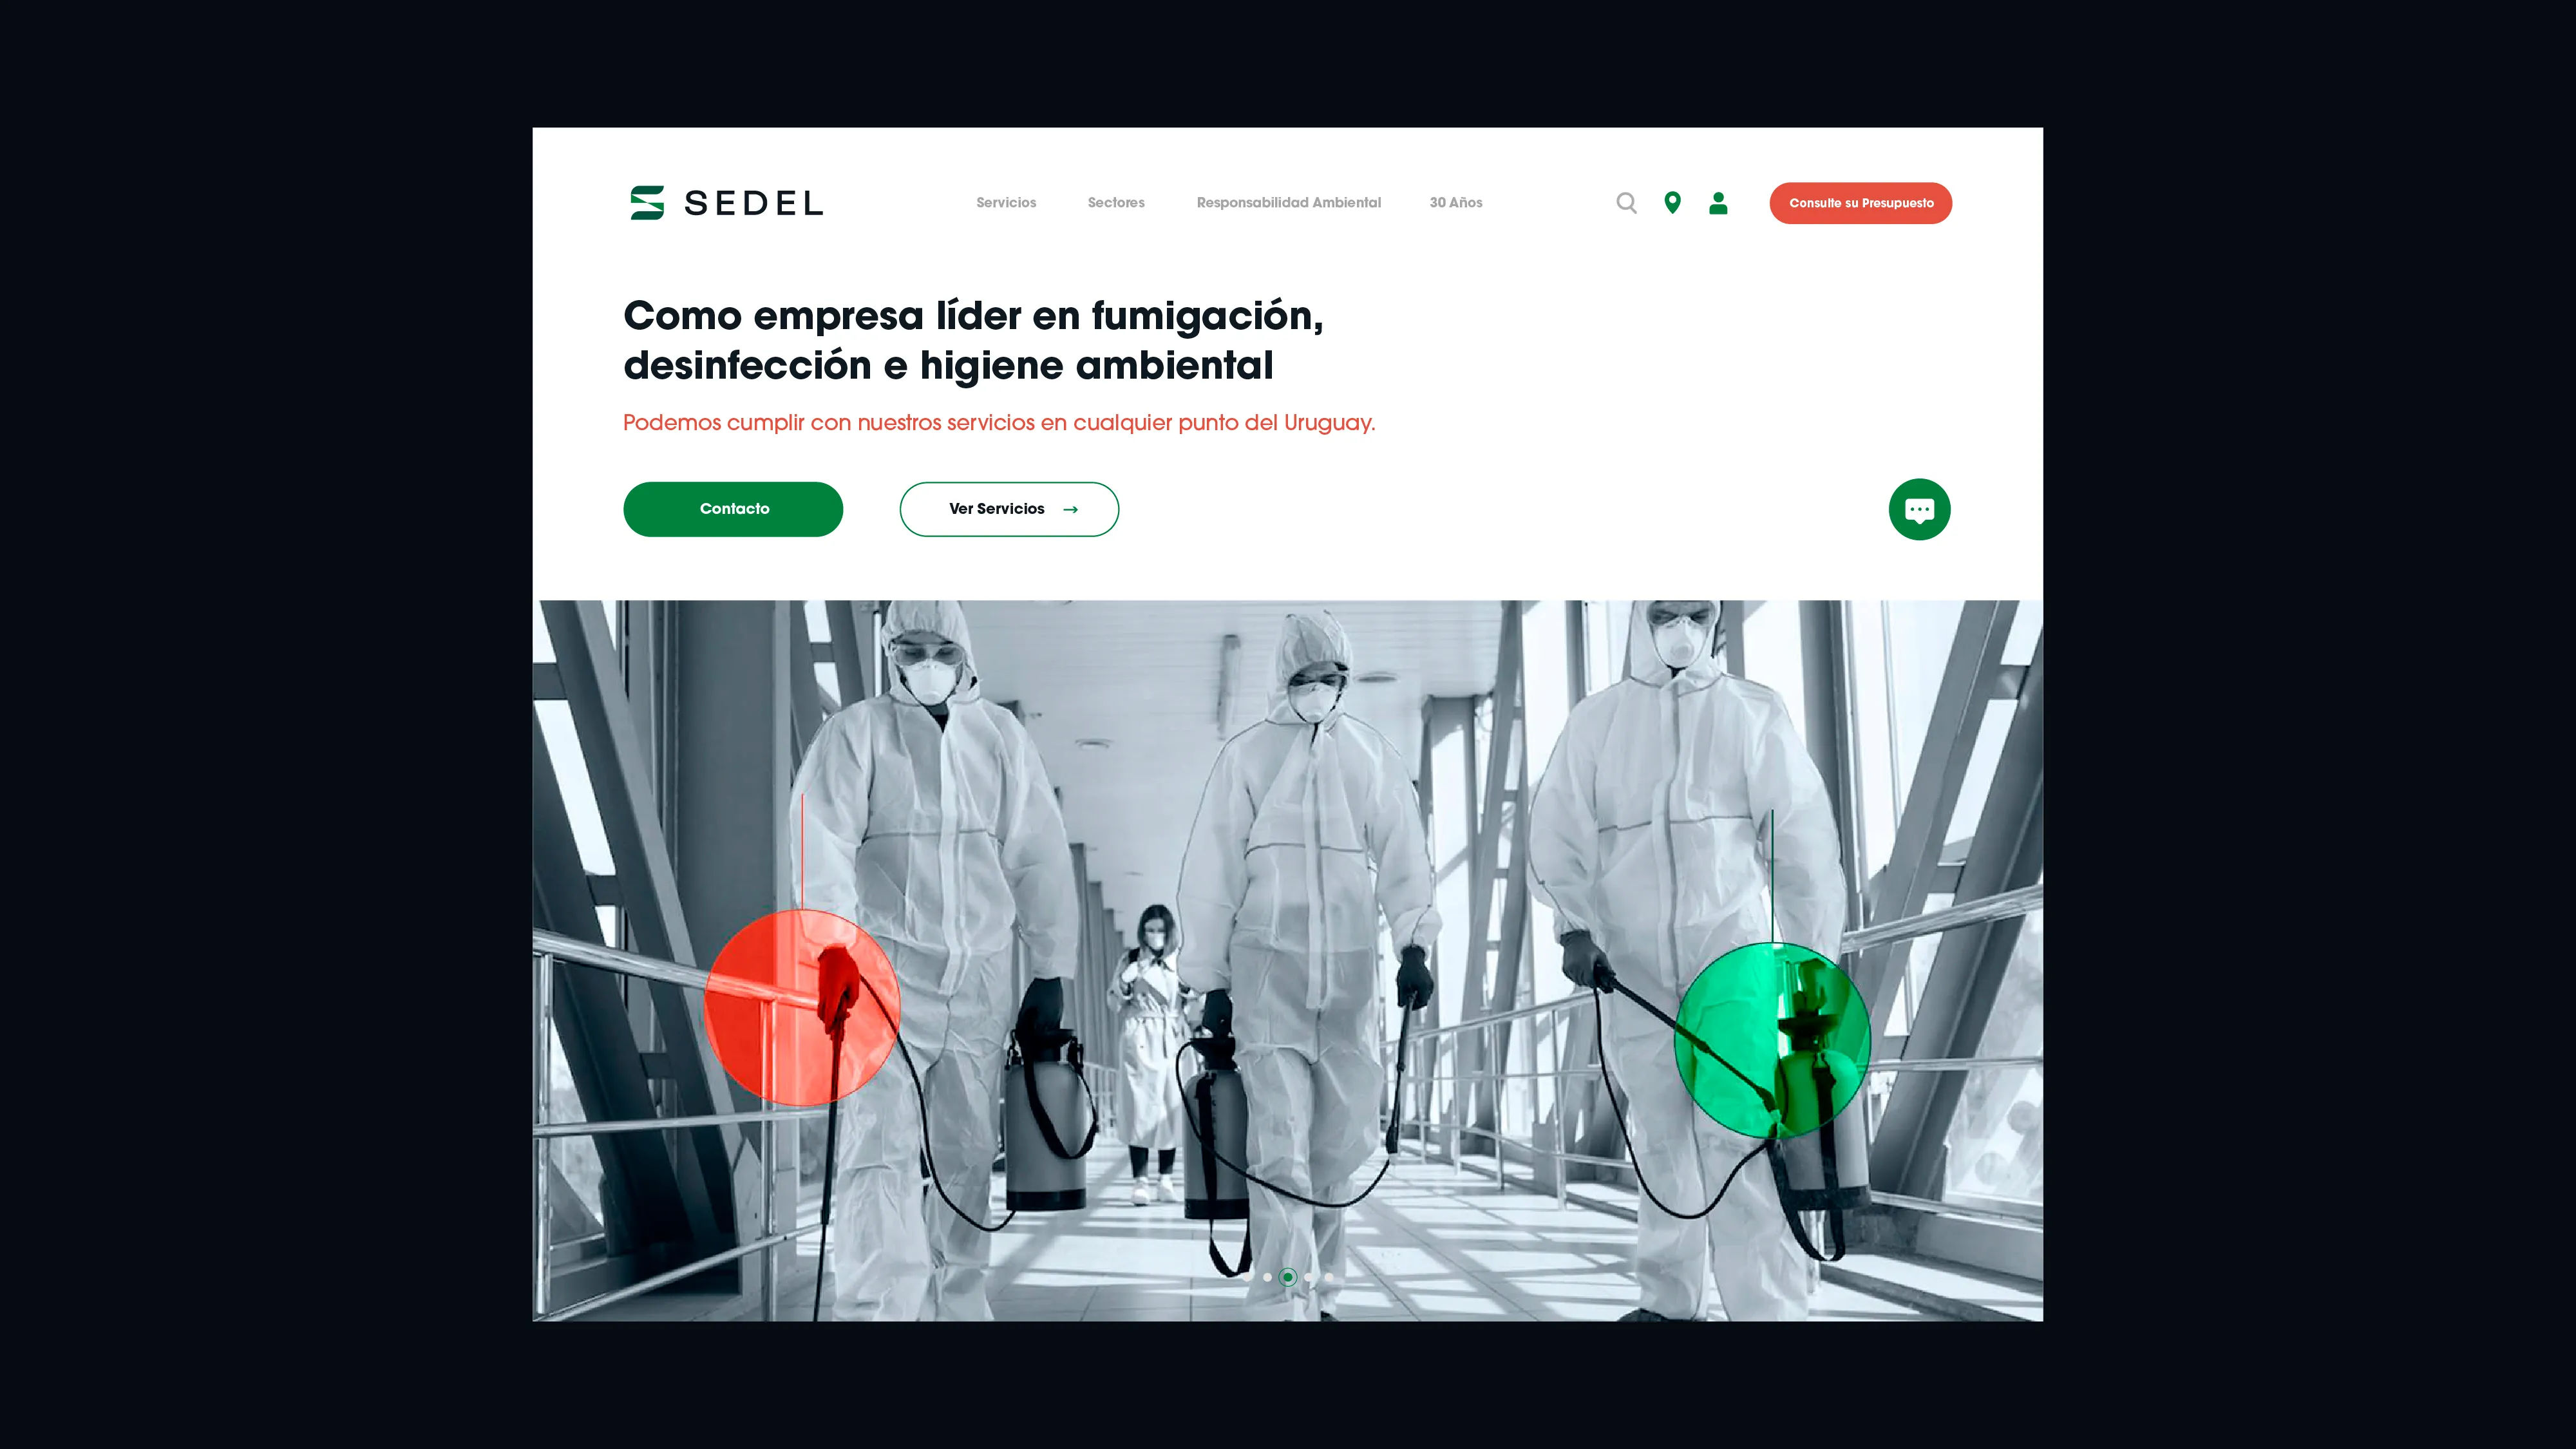 SEDEL
Servicios
Sectores
Responsabilidad Ambiental
30 Años
Consulte su Presupuesto
Como empresa líder en fumigación,
desinfección e higiene ambiental
Podemos cumplir con nuestros servicios en cualquier punto del Uruguay.
Contacto
Ver Servicios →